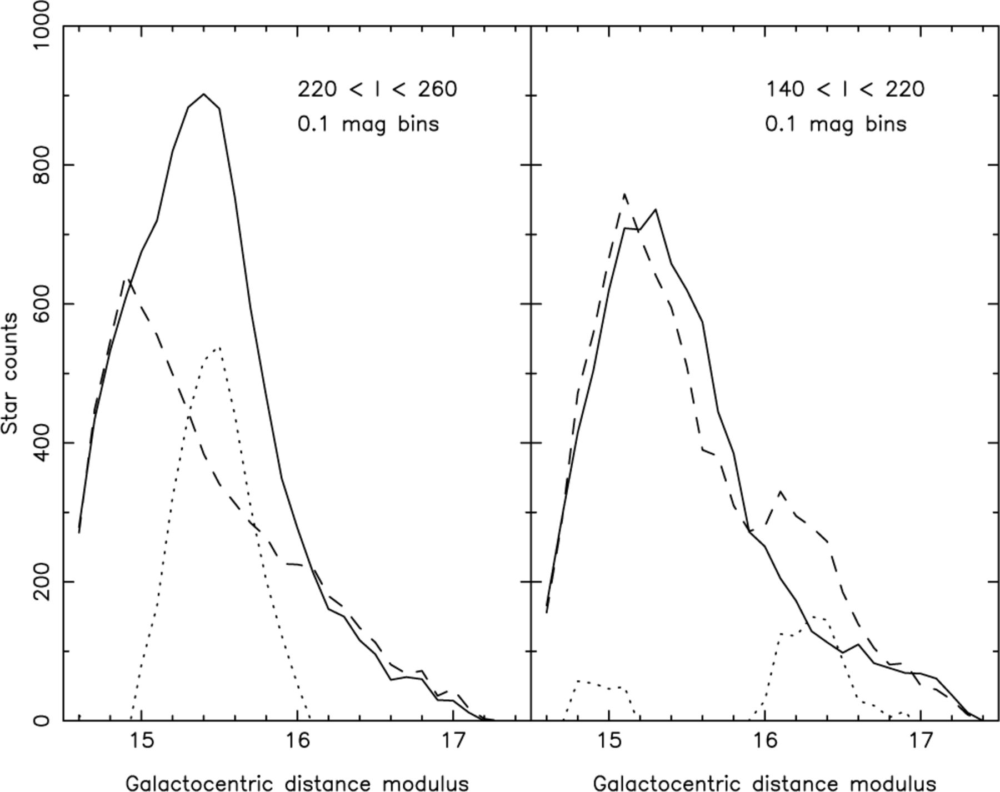 1000
800
600
400
200
0
Star counts
220 < l < 260
0.1 mag bins
140 < l < 220
0.1 mag bins
15 16 17
15 16 17
Galactocentric distance modulus
Galactocentric distance modulus